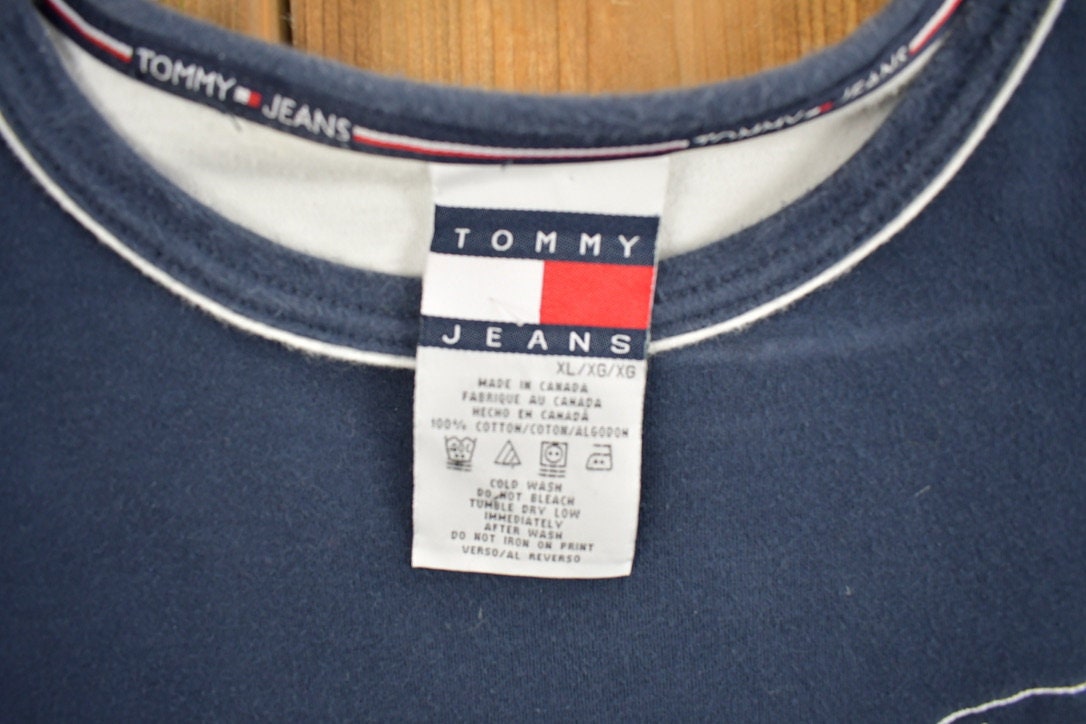 TOMMY JEANS
TOMMY JEANS
TOMMY
JEANS
XL/XG/XG
MADE IN CANADA
FABRIQUE AU CANADA
HECHO EN CANADÁ
100% COTTON/COTON/ALGODON
COLD WASH
DO NOT BLEACH
TUMBLE DRY LOW
IMMEDIATELY
AFTER WASH
DO NOT IRON ON PRINT
VERSO/AL REVERSO